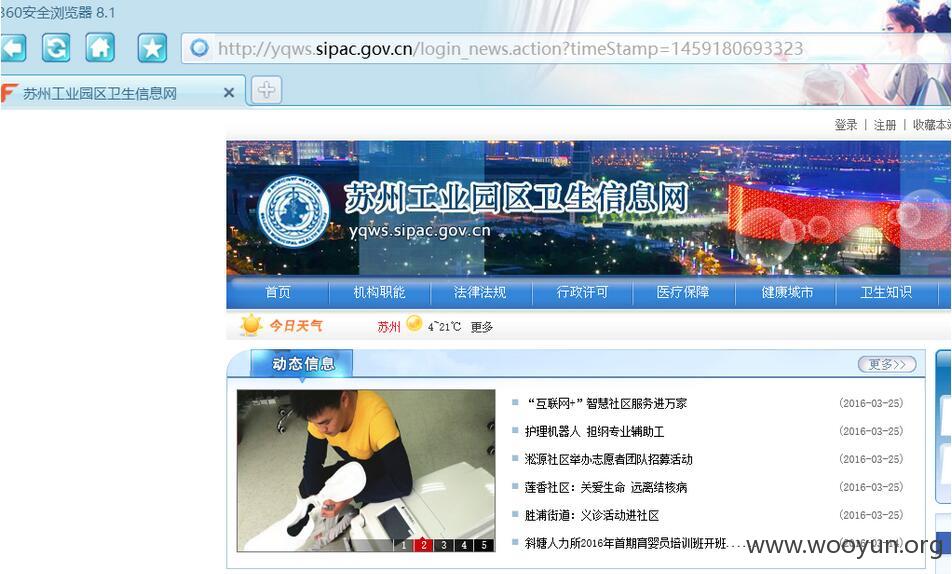 360安全浏览器 8.1
http://yqws.sipac.gov.cn/login_news.action?timeStamp=1459180693323
苏州工业园区卫生信息网
登录 | 注册 | 收藏本站
苏州工业园区卫生信息网
yqws.sipac.gov.cn
首页 机构职能 法律法规 行政许可 医疗保障 健康城市 卫生知识
今日天气 苏州 4~21℃ 更多
动态信息 更多>>
“互联网+”智慧社区服务进万家 (2016-03-25)
护理机器人 担纲专业辅助工 (2016-03-25)
淞源社区举办志愿者团队招募活动 (2016-03-25)
莲香社区：关爱生命 远离结核病 (2016-03-25)
胜浦街道：义诊活动进社区 (2016-03-25)
斜塘人力所2016年首期育婴员培训班开班....
1 2 3 4 5
www.wooyun.org